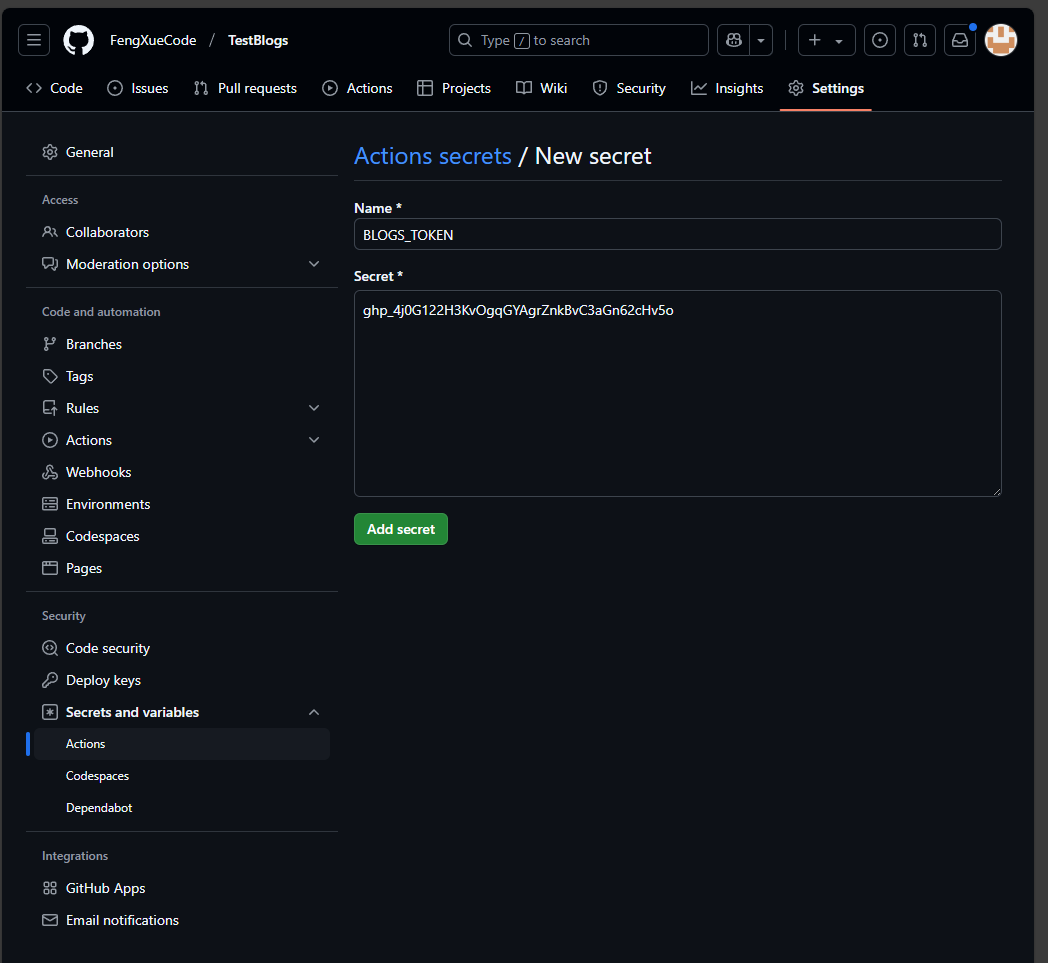 FengXueCode / TestBlogs
Type / to search
Code
Issues
Pull requests
Actions
Projects
Wiki
Security
Insights
Settings
General
Access
Collaborators
Moderation options
Code and automation
Branches
Tags
Rules
Actions
Webhooks
Environments
Codespaces
Pages
Security
Code security
Deploy keys
Secrets and variables
Actions
Codespaces
Dependabot
Integrations
GitHub Apps
Email notifications
Actions secrets / New secret
Name *
BLOGS_TOKEN
Secret *
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
Add secret